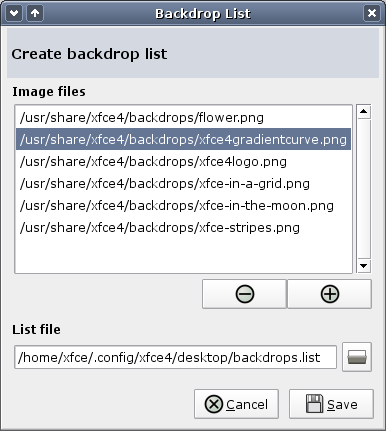 Backdrop List
Create backdrop list
Image files
/usr/share/xfce4/backdrops/flower.png
/usr/share/xfce4/backdrops/xfce4gradientcurve.png
/usr/share/xfce4/backdrops/xfce4logo.png
/usr/share/xfce4/backdrops/xfce-in-a-grid.png
/usr/share/xfce4/backdrops/xfce-in-the-moon.png
/usr/share/xfce4/backdrops/xfce-stripes.png
List file
/home/xfce/.config/xfce4/desktop/backdrops.list
Cancel Save